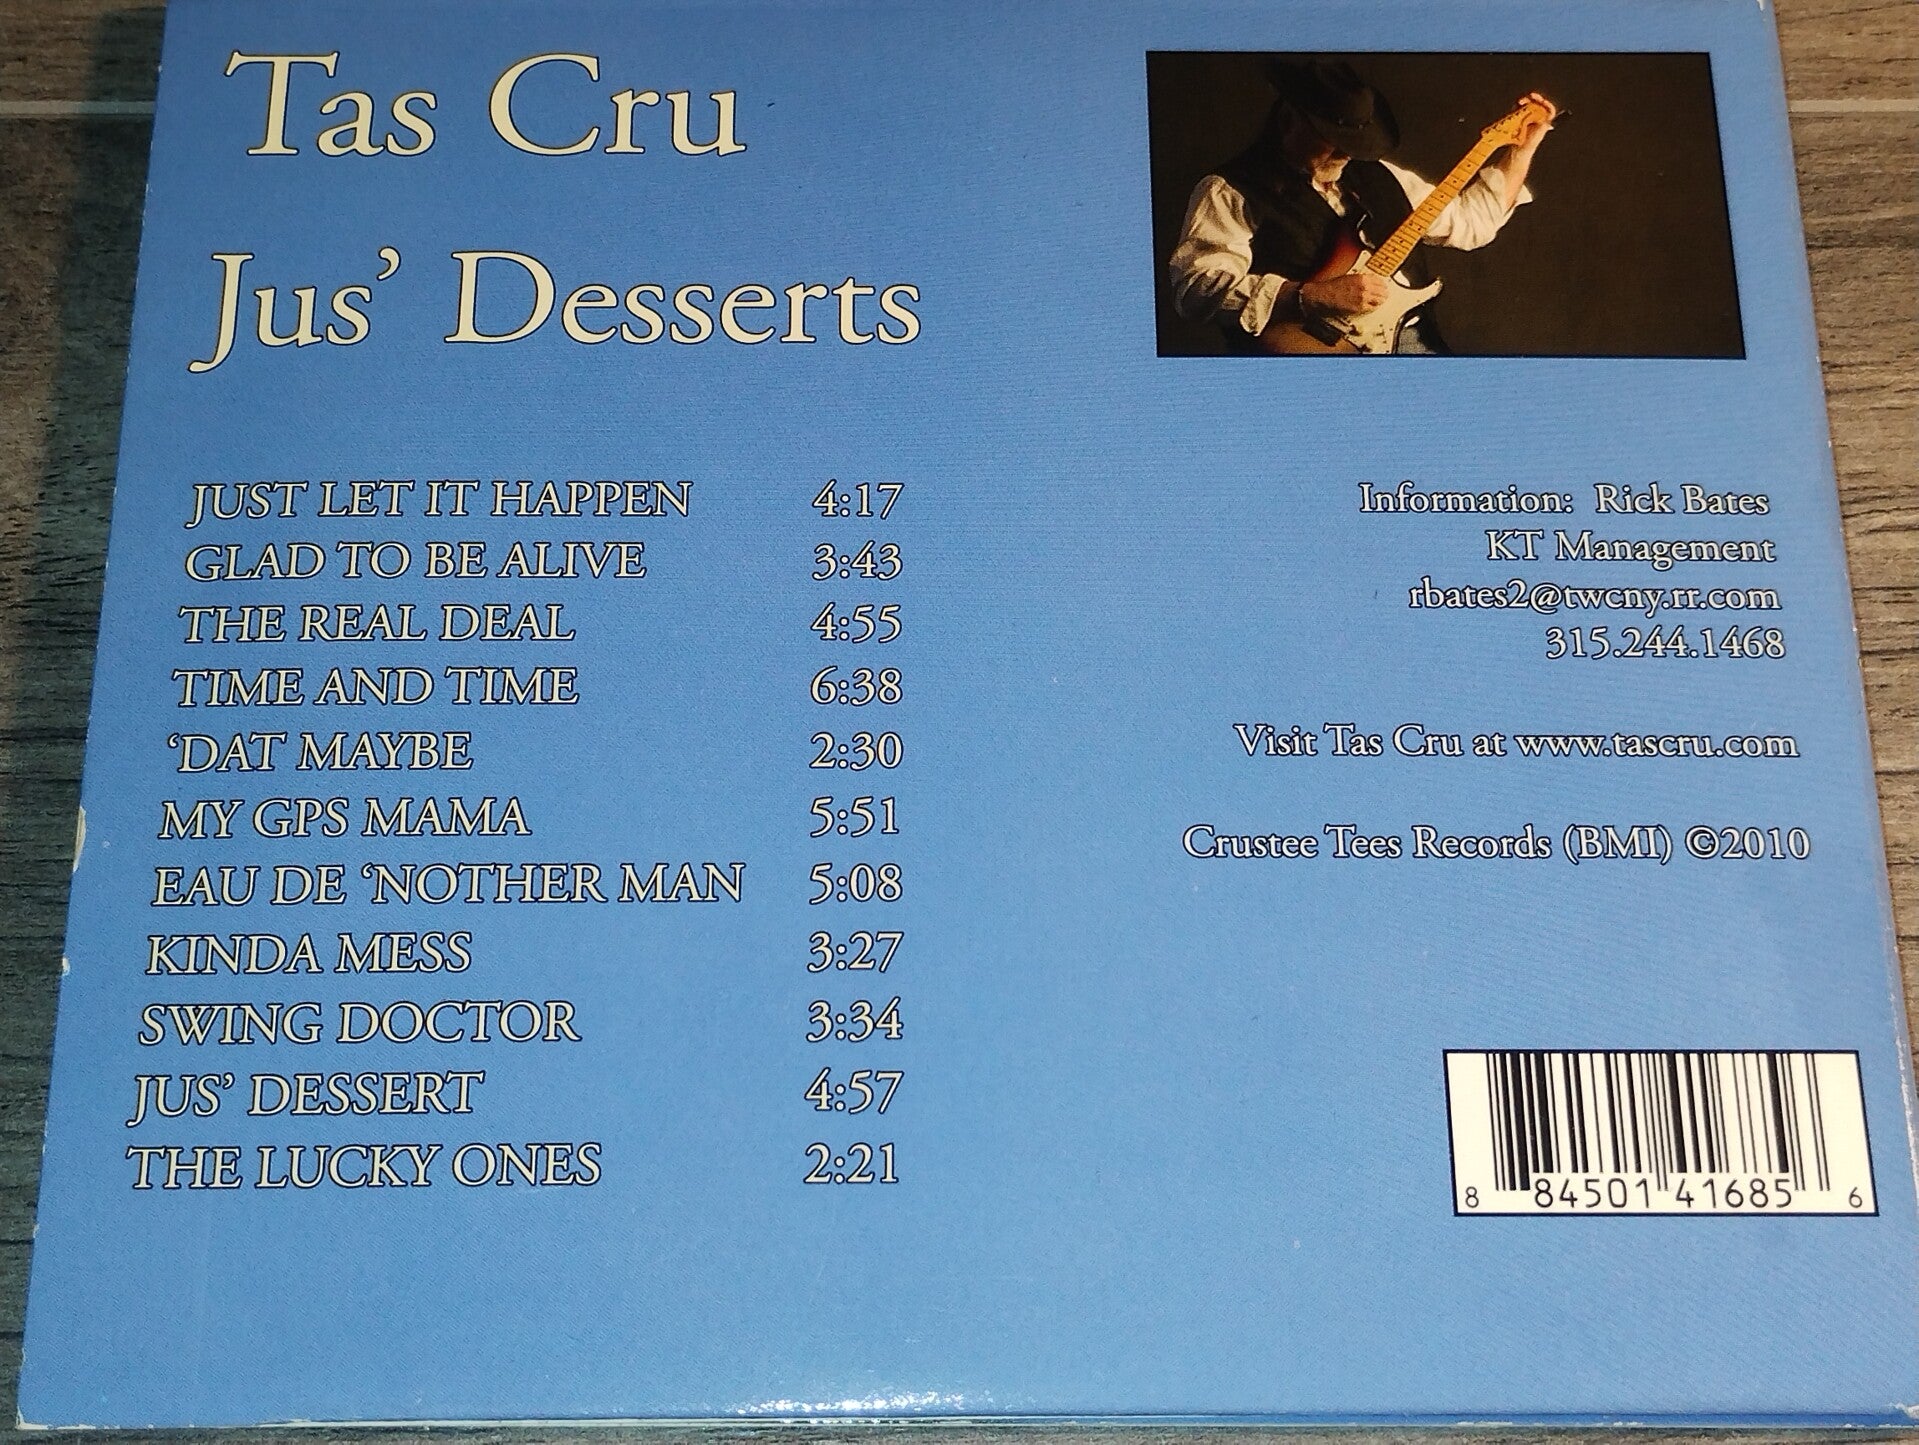 Tas Cru
Jus’ Desserts
JUST LET IT HAPPEN 4:17
GLAD TO BE ALIVE 3:43
THE REAL DEAL 4:55
TIME AND TIME 6:38
‘DAT MAYBE 2:30
MY GPS MAMA 5:51
EAU DE ‘NOTHER MAN 5:08
KINDA MESS 3:27
SWING DOCTOR 3:34
JUS’ DESSERT 4:57
THE LUCKY ONES 2:21
Information: Rick Bates
KT Management
rbates2@twcny.rr.com
315.244.1468
Visit Tas Cru at www.tascru.com
Crustee Tees Records (BMI) ©2010
8 84501 41685 6